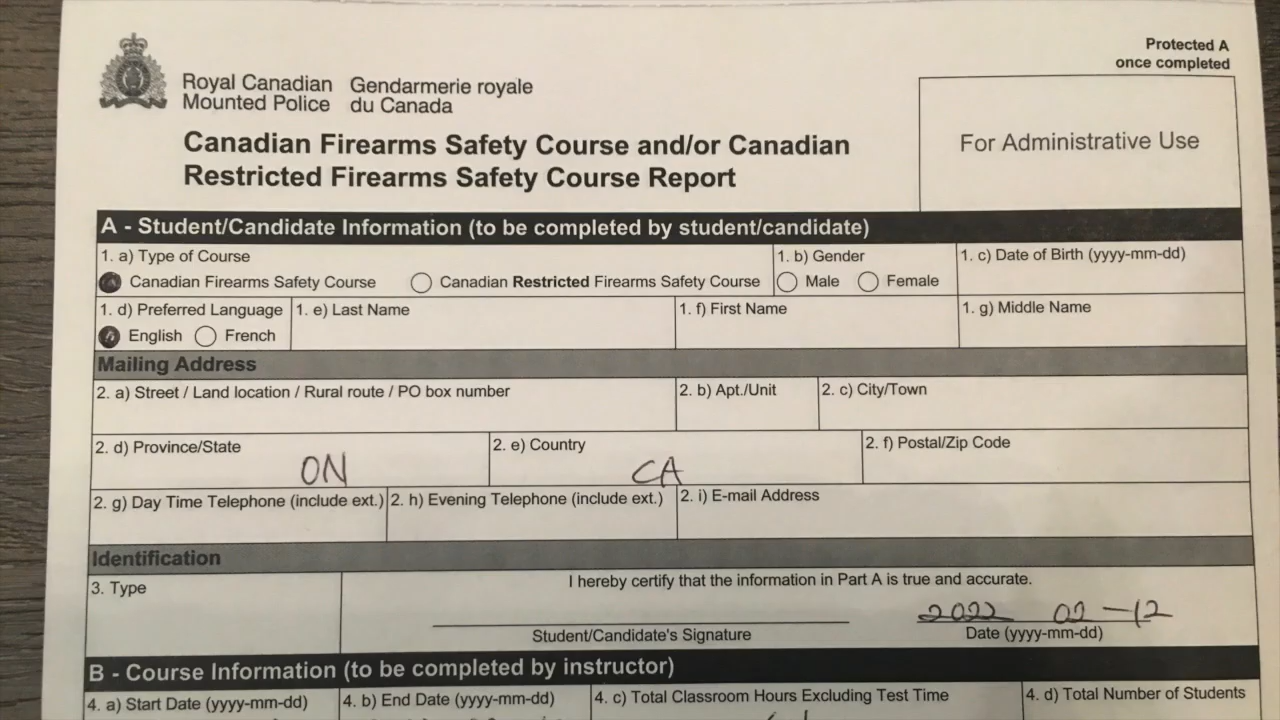 Protected A
once completed
Royal Canadian Gendarmerie royale
Mounted Police du Canada
Canadian Firearms Safety Course and/or Canadian
Restricted Firearms Safety Course Report
For Administrative Use
A - Student/Candidate Information (to be completed by student/candidate)
1. a) Type of Course 1. b) Gender 1. c) Date of Birth (yyyy-mm-dd)
Canadian Firearms Safety Course Canadian Restricted Firearms Safety Course Male Female
1. d) Preferred Language 1. e) Last Name 1. f) First Name 1. g) Middle Name
English French
Mailing Address
2. a) Street / Land location / Rural route / PO box number 2. b) Apt./Unit 2. c) City/Town
2. d) Province/State 2. e) Country 2. f) Postal/Zip Code
ON CA
2. g) Day Time Telephone (include ext.) 2. h) Evening Telephone (include ext.) 2. i) E-mail Address
Identification
3. Type I hereby certify that the information in Part A is true and accurate.
2022 02-12
Student/Candidate's Signature Date (yyyy-mm-dd)
B - Course Information (to be completed by instructor)
4. a) Start Date (yyyy-mm-dd) 4. b) End Date (yyyy-mm-dd) 4. c) Total Classroom Hours Excluding Test Time 4. d) Total Number of Students